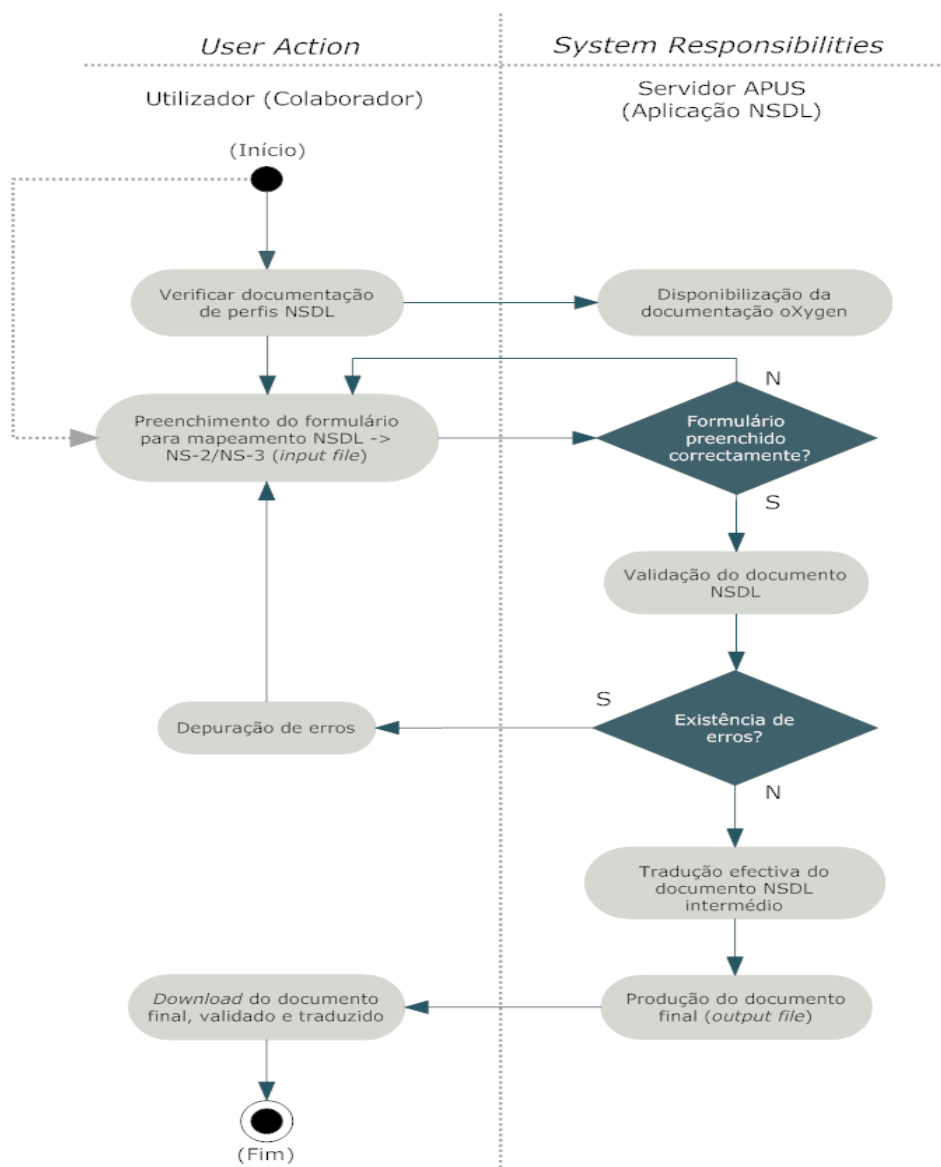 User Action
System Responsibilities
Utilizador (Colaborador)
Servidor APUS
(Aplicação NSDL)
(Início)
Verificar documentação
de perfis NSDL
Disponibilização da
documentação oXygen
N
Preenchimento do formulário
para mapeamento NSDL ->
NS-2/NS-3 (input file)
Formulário
preenchido
correctamente?
S
Validação do documento
NSDL
S
Depuração de erros
Existência de
erros?
N
Tradução efectiva do
documento NSDL
intermédio
Download do documento
final, validado e traduzido
Produção do documento
final (output file)
(Fim)